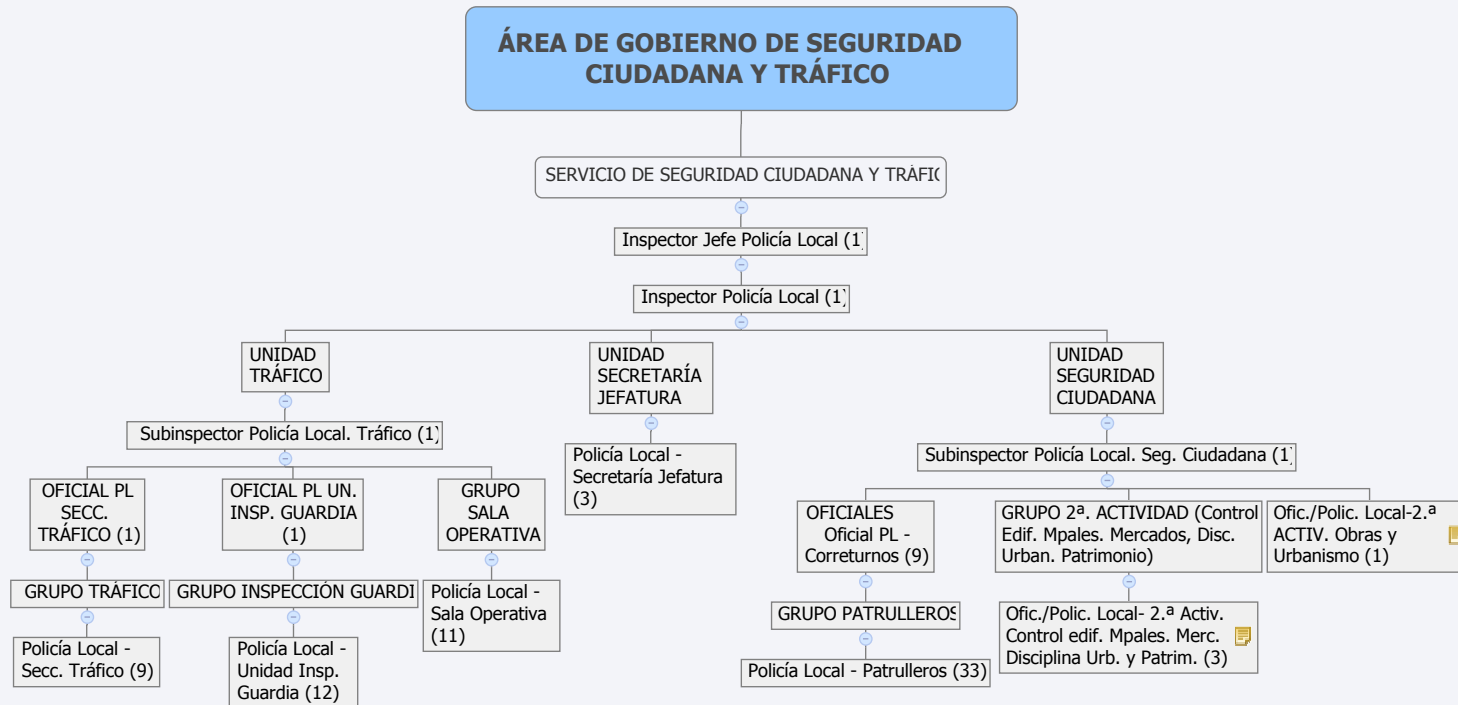 ÁREA DE GOBIERNO DE SEGURIDAD
CIUDADANA Y TRÁFICO
SERVICIO DE SEGURIDAD CIUDADANA Y TRÁFIC
Inspector Jefe Policía Local (1)
Inspector Policía Local (1)
UNIDAD
TRÁFICO
UNIDAD
SECRETARÍA
JEFATURA
UNIDAD
SEGURIDAD
CIUDADANA
Subinspector Policía Local. Tráfico (1)
Policía Local -
Secretaría Jefatura
(3)
Subinspector Policía Local. Seg. Ciudadana (1)
OFICIAL PL
SECC.
TRÁFICO (1)
OFICIAL PL UN.
INSP. GUARDIA
(1)
GRUPO
SALA
OPERATIVA
OFICIALES
Oficial PL -
Correturnos (9)
GRUPO 2ª. ACTIVIDAD (Control
Edif. Mpales. Mercados, Disc.
Urban. Patrimonio)
Ofic./Polic. Local-2.ª
ACTIV. Obras y
Urbanismo (1)
GRUPO TRÁFICO
GRUPO INSPECCIÓN GUARDI
Policía Local -
Sala Operativa
(11)
GRUPO PATRULLEROS
Ofic./Polic. Local- 2.ª Activ.
Control edif. Mpales. Merc.
Disciplina Urb. y Patrim. (3)
Policía Local -
Secc. Tráfico (9)
Policía Local -
Unidad Insp.
Guardia (12)
Policía Local - Patrulleros (33)